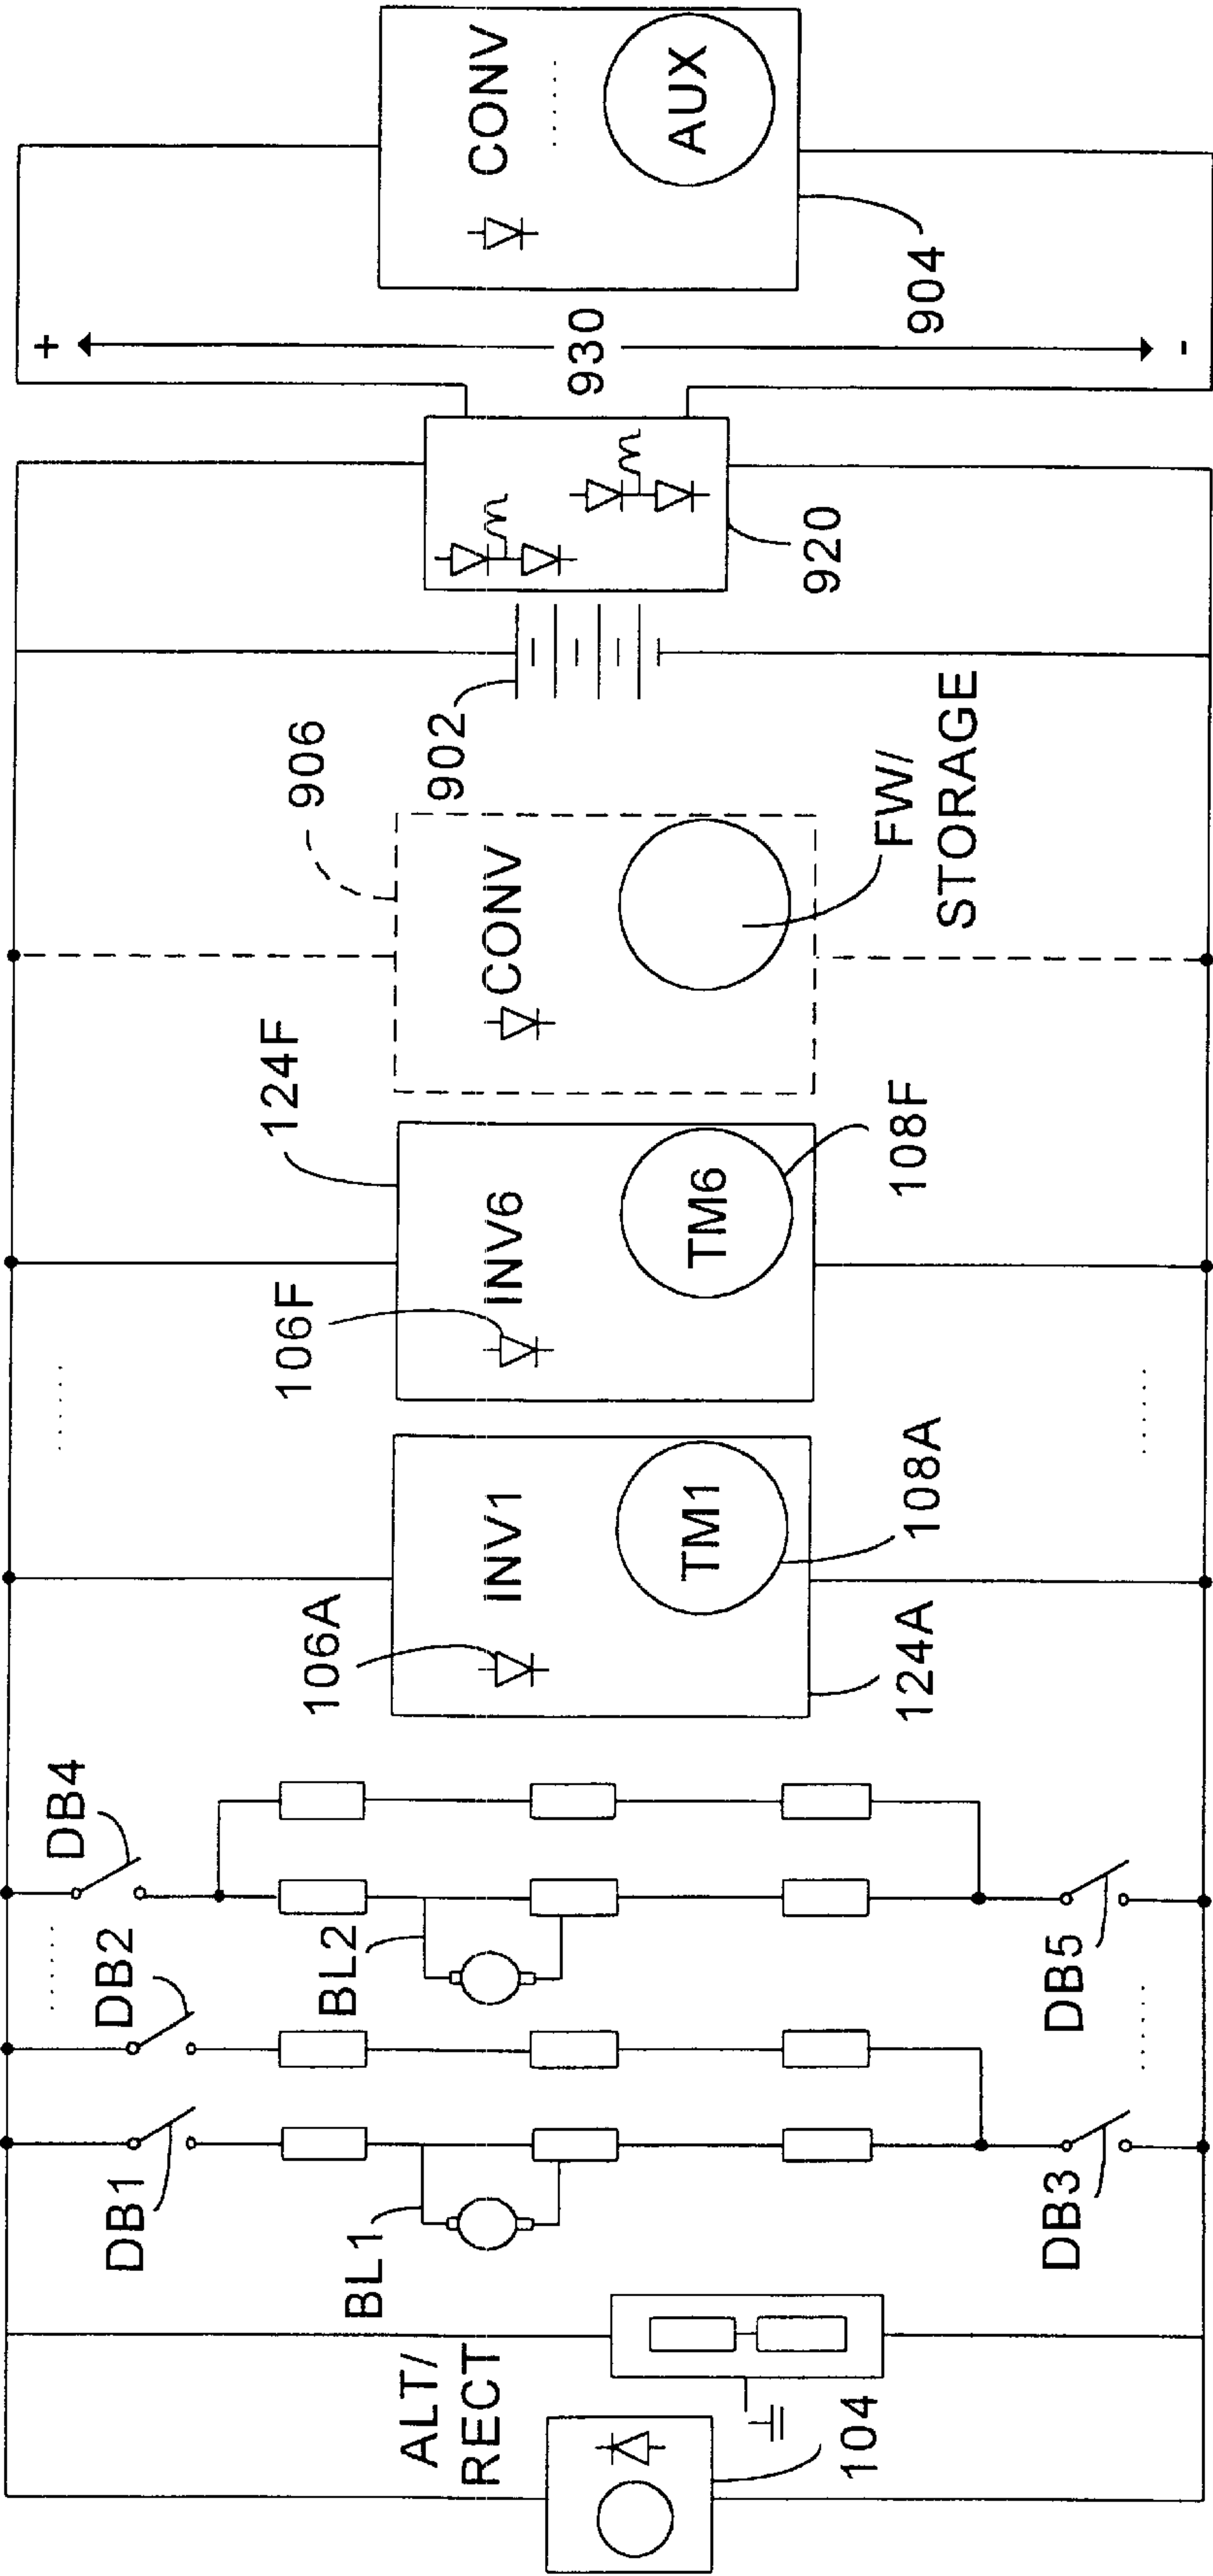 ALT/
RECT
104
BL1
DB1
DB3
DB2
BL2
DB4
DB5
.....
.....
106A
INV1
TM1
108A
124A
.....
.....
106F
124F
INV6
TM6
108F
906
CONV
FW/
STORAGE
902
920
+
930
-
CONV
.....
AUX
904